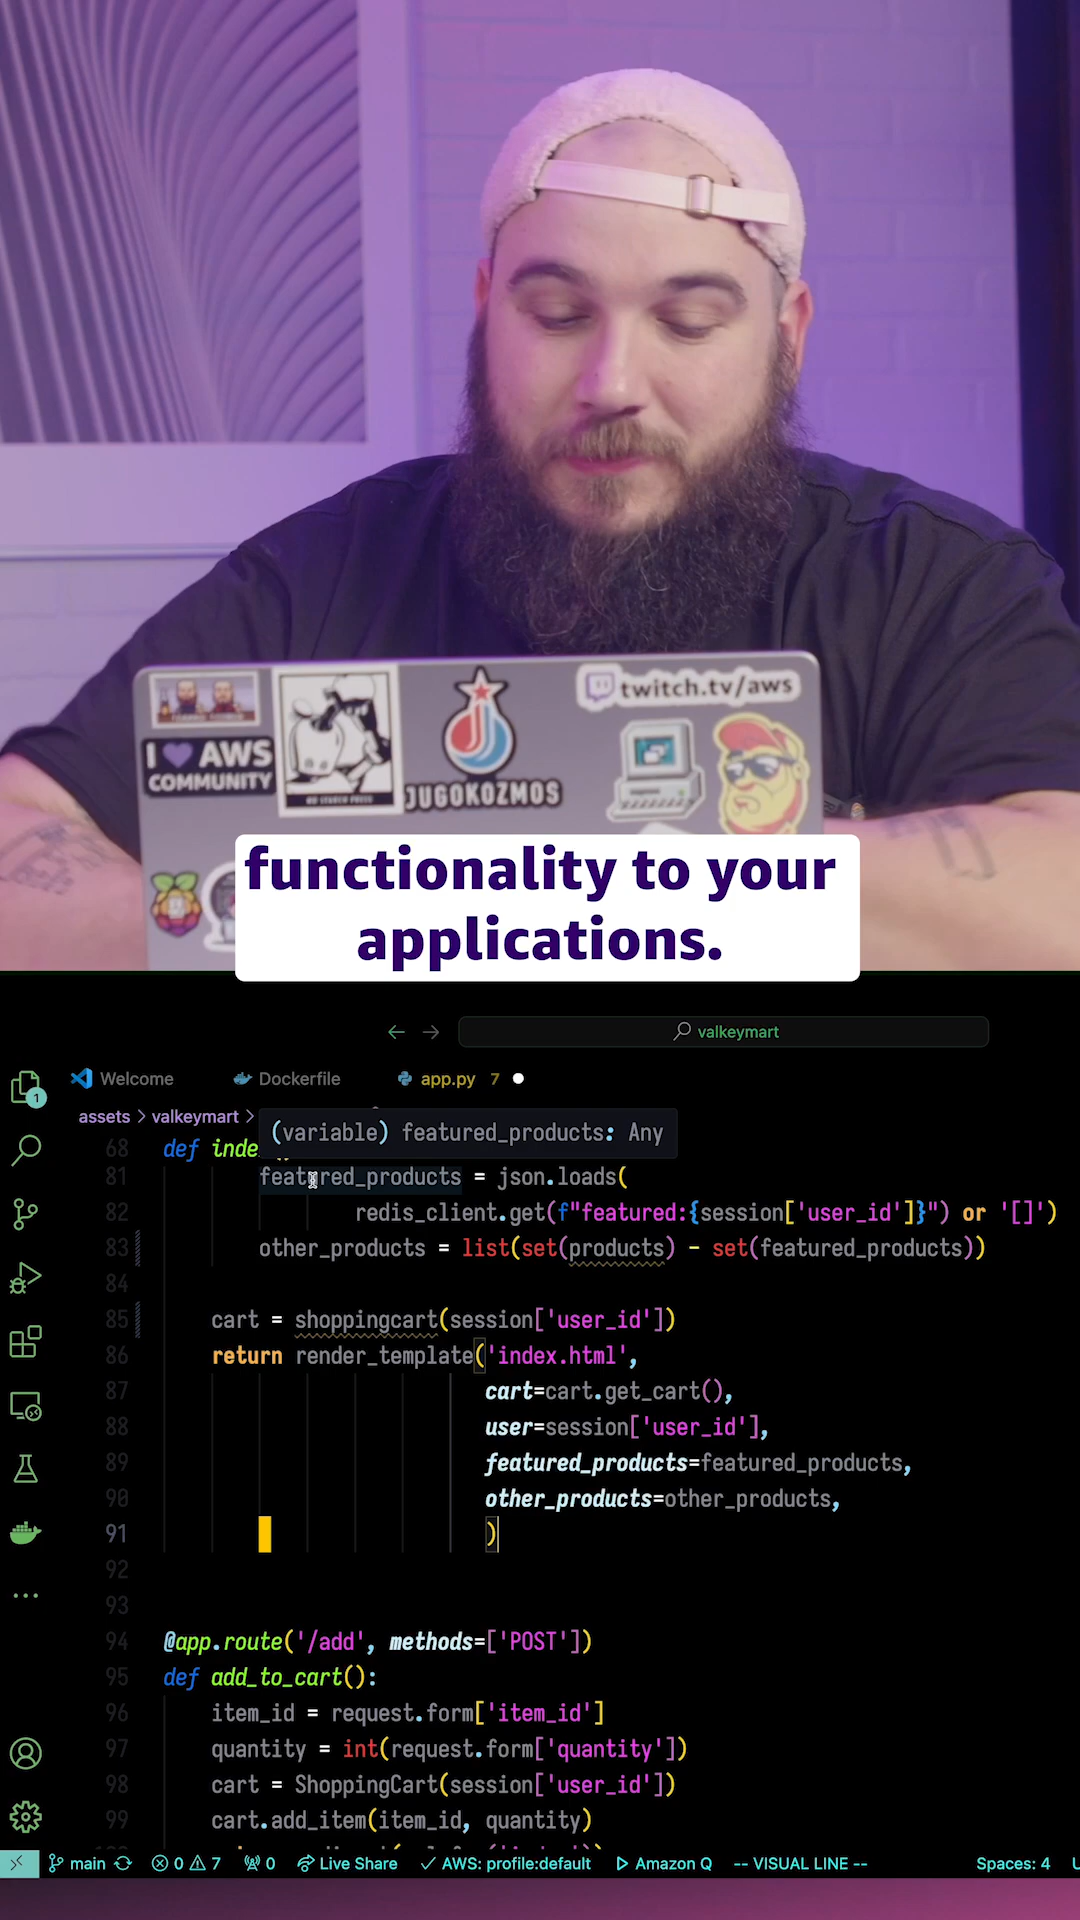 twitch.tv/aws
I AWS
COMMUNITY
JUGOKOZMOS
functionality to your
applications.
valkeymart
1
Welcome
Dockerfile
app.py 7
assets > valkeymart >
(variable) featured_products: Any
68 def inde
81 featured_products = json.loads(
82 redis_client.get(f"featured:{session['user_id']}") or '[]')
83 other_products = list(set(products) - set(featured_products))
84
85 cart = shoppingcart(session['user_id'])
86 return render_template('index.html',
87 cart=cart.get_cart(),
88 user=session['user_id'],
89 featured_products=featured_products,
90 other_products=other_products,
91 )
92
93
94 @app.route('/add', methods=['POST'])
95 def add_to_cart():
96 item_id = request.form['item_id']
97 quantity = int(request.form['quantity'])
98 cart = ShoppingCart(session['user_id'])
99 cart.add_item(item_id, quantity)
main 0 7 0 Live Share AWS: profile:default Amazon Q -- VISUAL LINE -- Spaces: 4